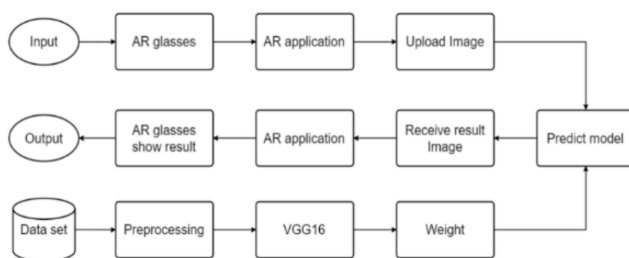 Input
AR glasses
AR application
Upload Image
Output
AR glasses
show result
AR application
Receive result
Image
Predict model
Data set
Preprocessing
VGG16
Weight